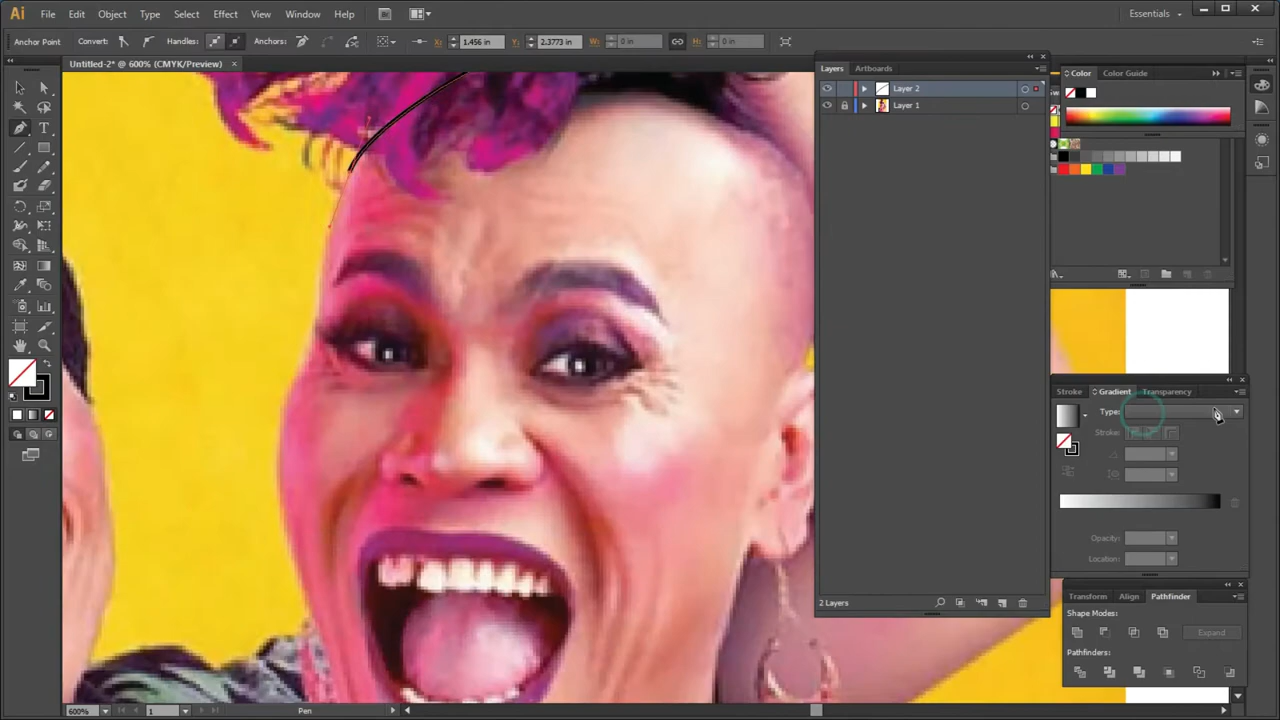 Ai File Edit Object Type Select Effect View Window Help Essentials
Anchor Point Convert: Handles: Anchors: X: 1.456 in Y: 2.3773 in W: 0 in H: 0 in
Untitled-2* @ 600% (CMYK/Preview)
Layers Artboards
Layer 2
Layer 1
2 Layers
Color Color Guide
Stroke Gradient Transparency
Type:
Stroke:
Opacity:
Location:
Transform Align Pathfinder
Shape Modes:
Expand
Pathfinders:
600% 1 Pen